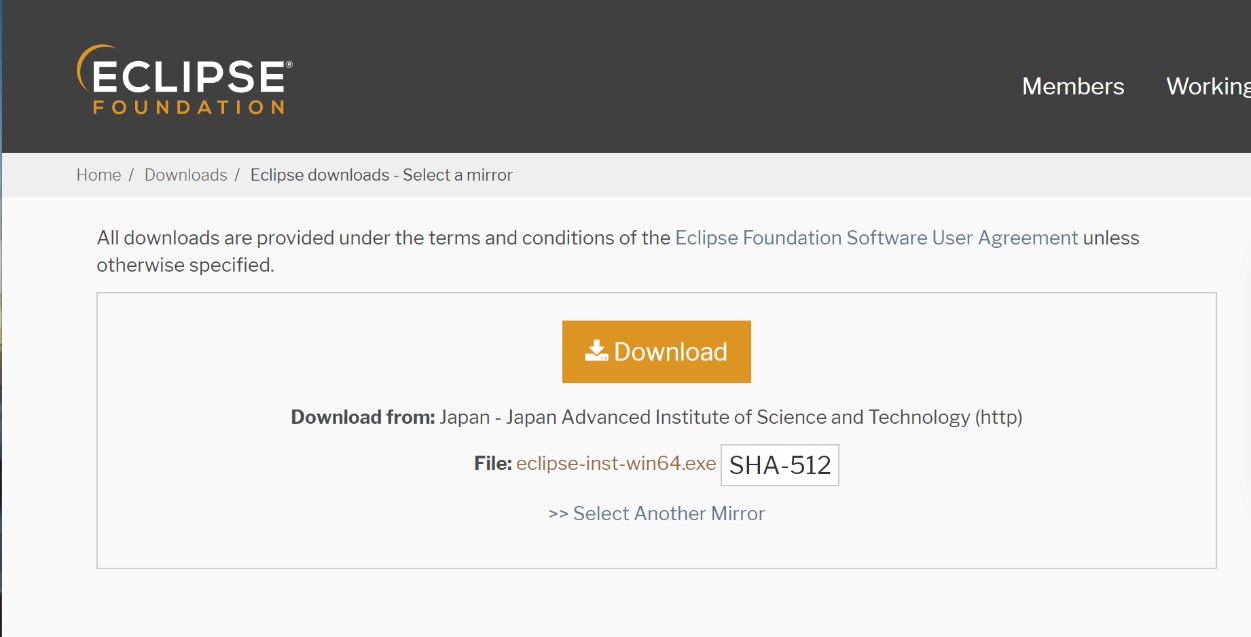 ECLIPSE®
FOUNDATION
Members Working
Home / Downloads / Eclipse downloads - Select a mirror
All downloads are provided under the terms and conditions of the Eclipse Foundation Software User Agreement unless
otherwise specified.
Download
Download from: Japan - Japan Advanced Institute of Science and Technology (http)
File: eclipse-inst-win64.exe SHA-512
>> Select Another Mirror